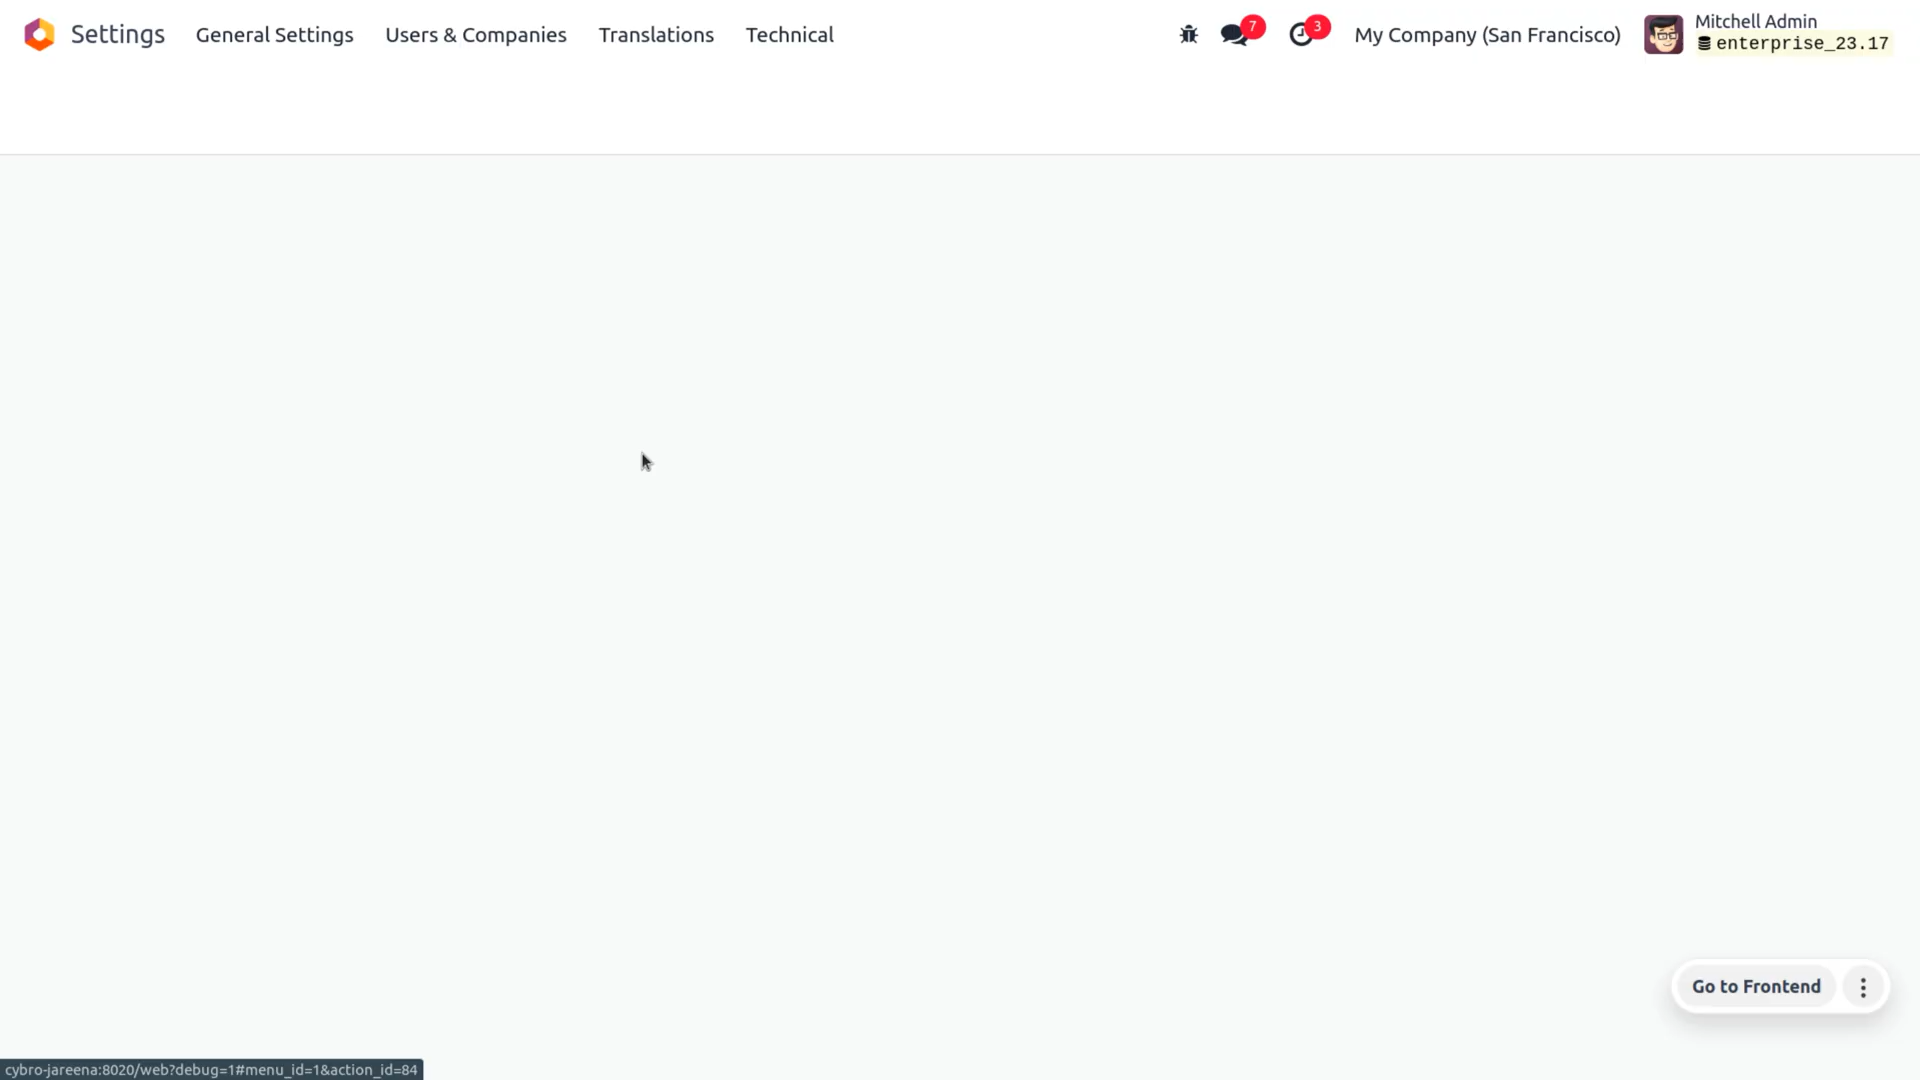 Settings General Settings Users & Companies Translations Technical 7 3 My Company (San Francisco) Mitchell Admin
enterprise_23.17
Go to Frontend
cybro-jareena:8020/web?debug=1#menu_id=1&action_id=84